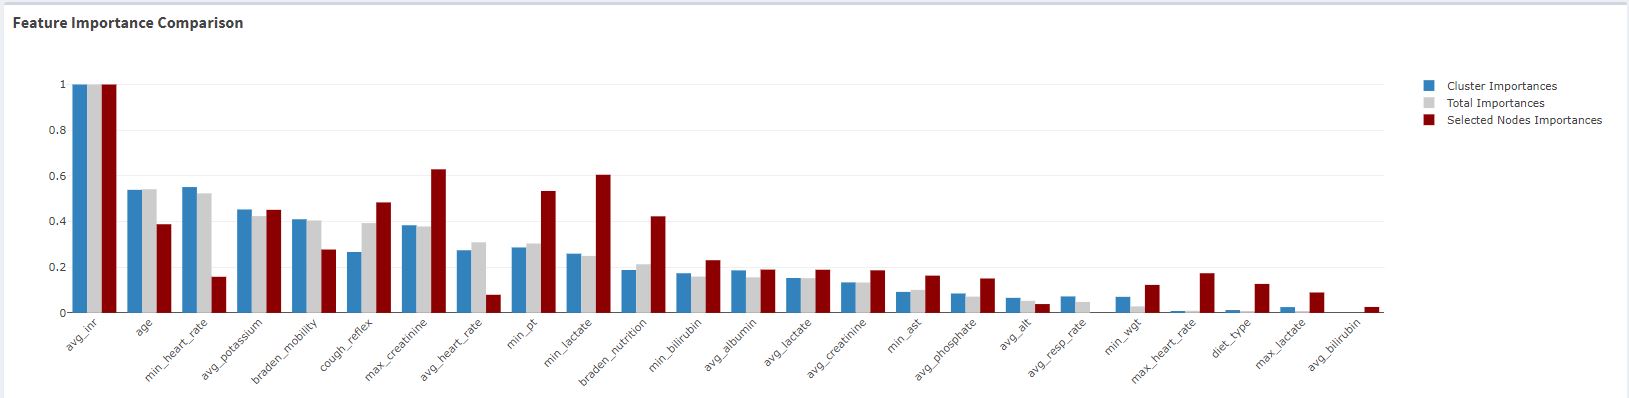 Feature Importance Comparison
1
0.8
0.6
0.4
0.2
0
avg_inr
age
min_heart_rate
avg_potassium
braden_mobility
cough_reflex
max_creatinine
avg_heart_rate
min_pt
min_lactate
braden_nutrition
min_bilirubin
avg_albumin
avg_lactate
avg_creatinine
min_ast
avg_phosphate
avg_alt
avg_resp_rate
min_wgt
max_heart_rate
diet_type
max_lactate
avg_bilirubin
Cluster Importances
Total Importances
Selected Nodes Importances